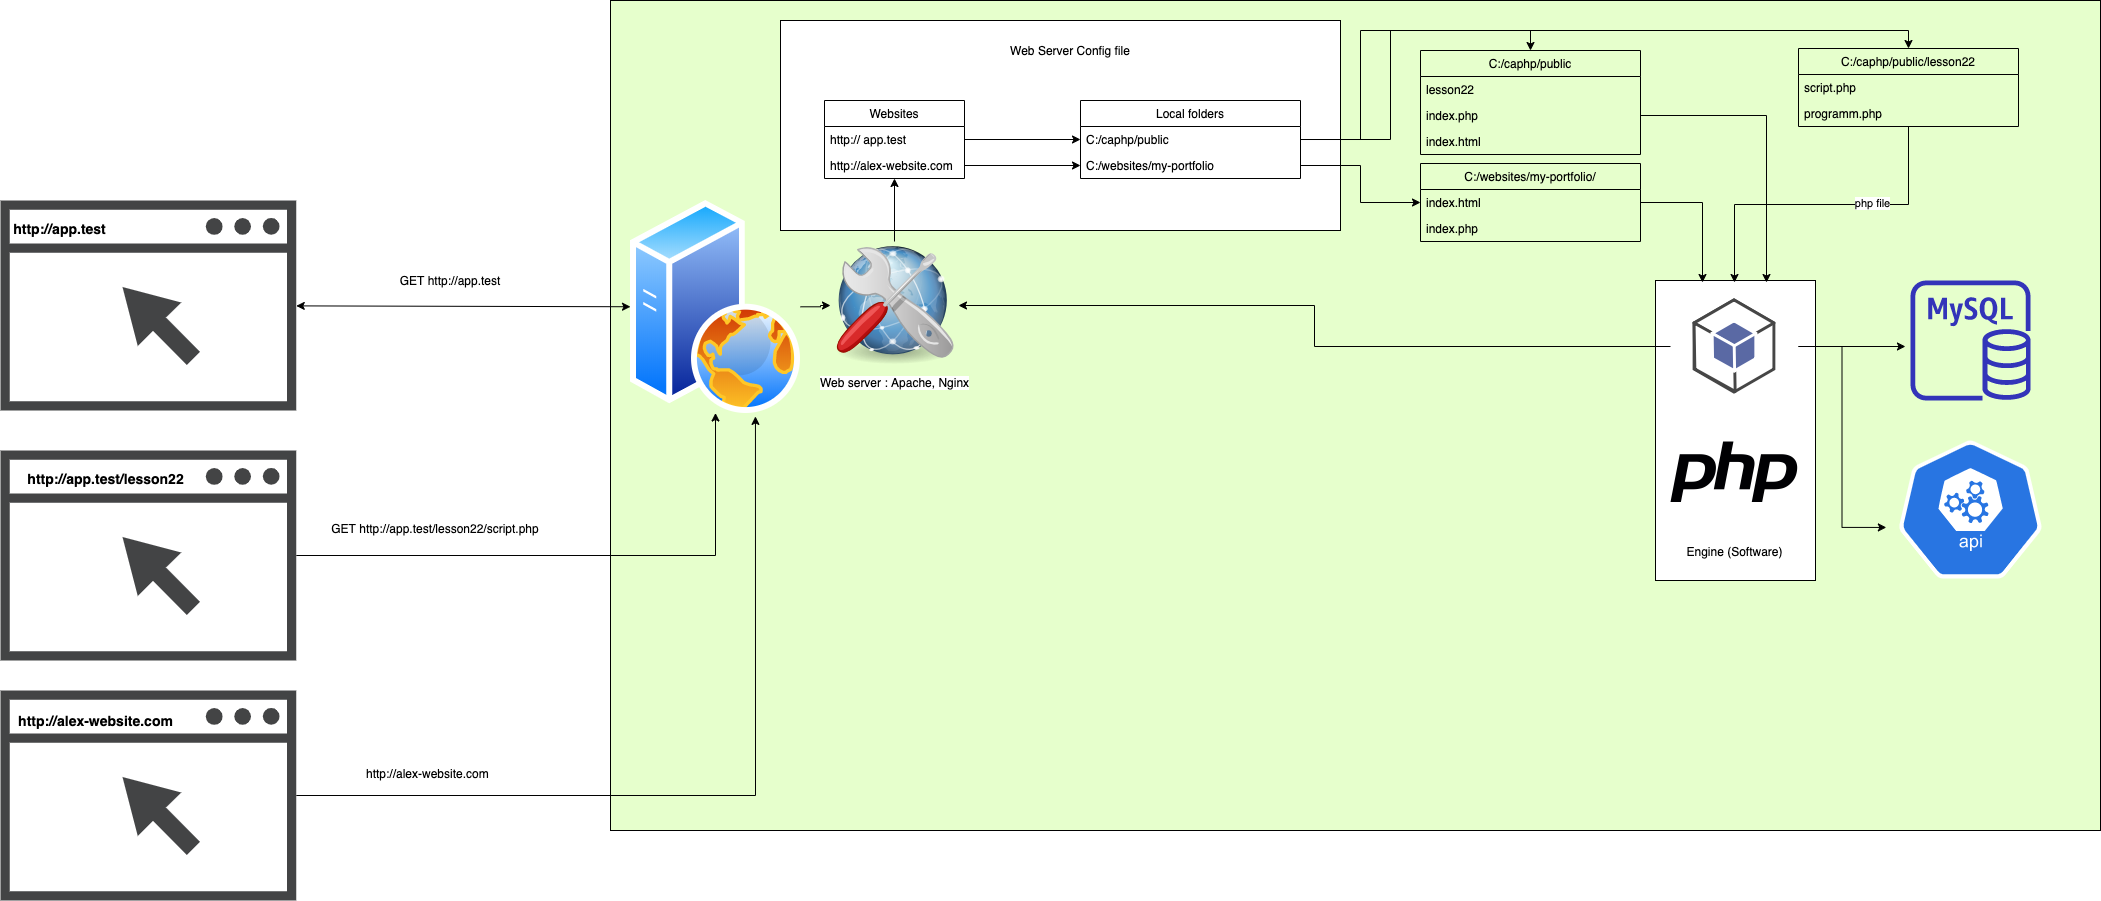 Web Server Config file
Websites
http:// app.test
http://alex-website.com
Local folders
C:/caphp/public
C:/websites/my-portfolio
C:/caphp/public
lesson22
index.php
index.html
C:/caphp/public/lesson22
script.php
programm.php
C:/websites/my-portfolio/
index.html
index.php
php file
http://app.test
GET http://app.test
Web server : Apache, Nginx
MySQL
php
Engine (Software)
api
http://app.test/lesson22
GET http://app.test/lesson22/script.php
http://alex-website.com
http://alex-website.com